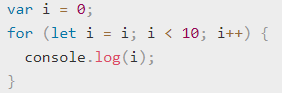 var i = 0;
for (let i = i; i < 10; i++) {
  console.log(i);
}